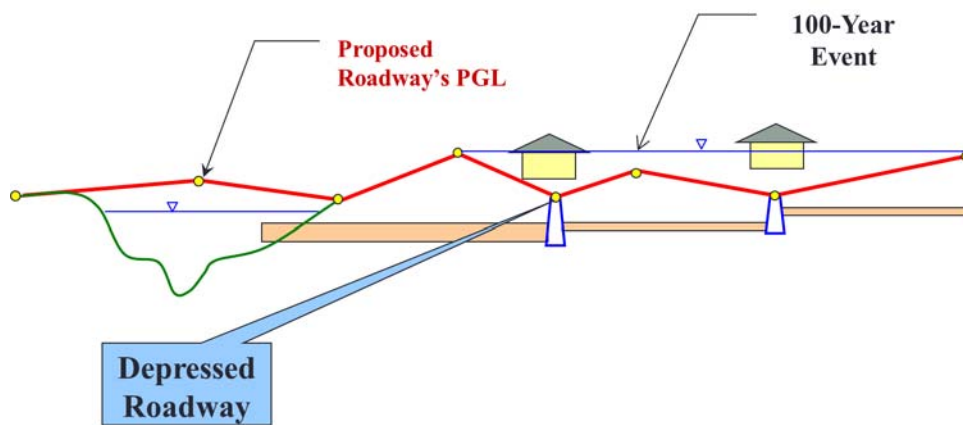 Proposed
Roadway's PGL
100-Year
Event
Depressed
Roadway